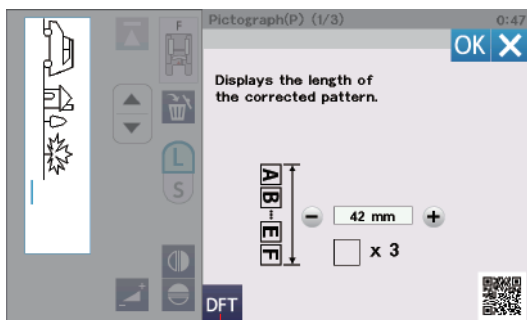 F
Pictograph(P) (1/3)
0:47
OK
Displays the length of
the corrected pattern.
L
S
A
B
E
F
42 mm
x 3
DFT